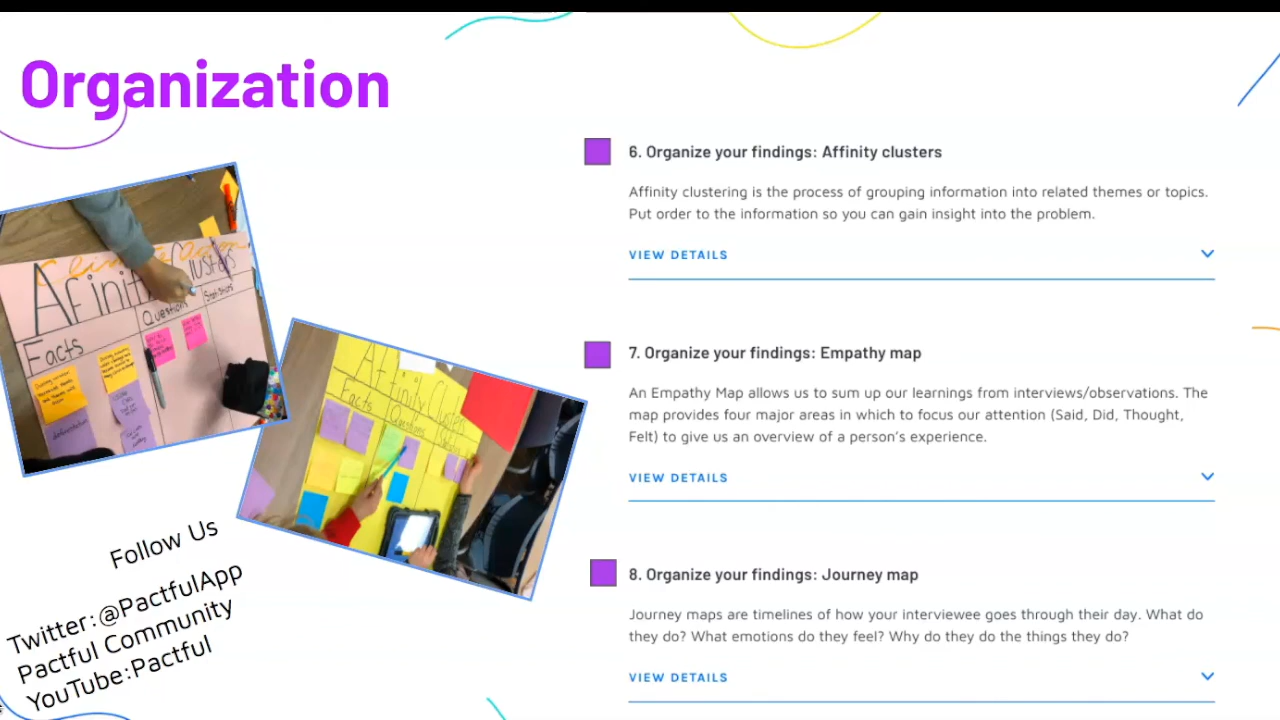 Organization
6. Organize your findings: Affinity clusters
Affinity clustering is the process of grouping information into related themes or topics.
Put order to the information so you can gain insight into the problem.
VIEW DETAILS
7. Organize your findings: Empathy map
An Empathy Map allows us to sum up our learnings from interviews/observations. The
map provides four major areas in which to focus our attention (Said, Did, Thought,
Felt) to give us an overview of a person's experience.
VIEW DETAILS
8. Organize your findings: Journey map
Journey maps are timelines of how your interviewee goes through their day. What do
they do? What emotions do they feel? Why do they do the things they do?
VIEW DETAILS
Afinit Clusters
Facts
Questions
Statistics
Affinity Clusters
Facts
Questions
Follow Us
Twitter:@PactfulApp
Pactful Community
YouTube:Pactful